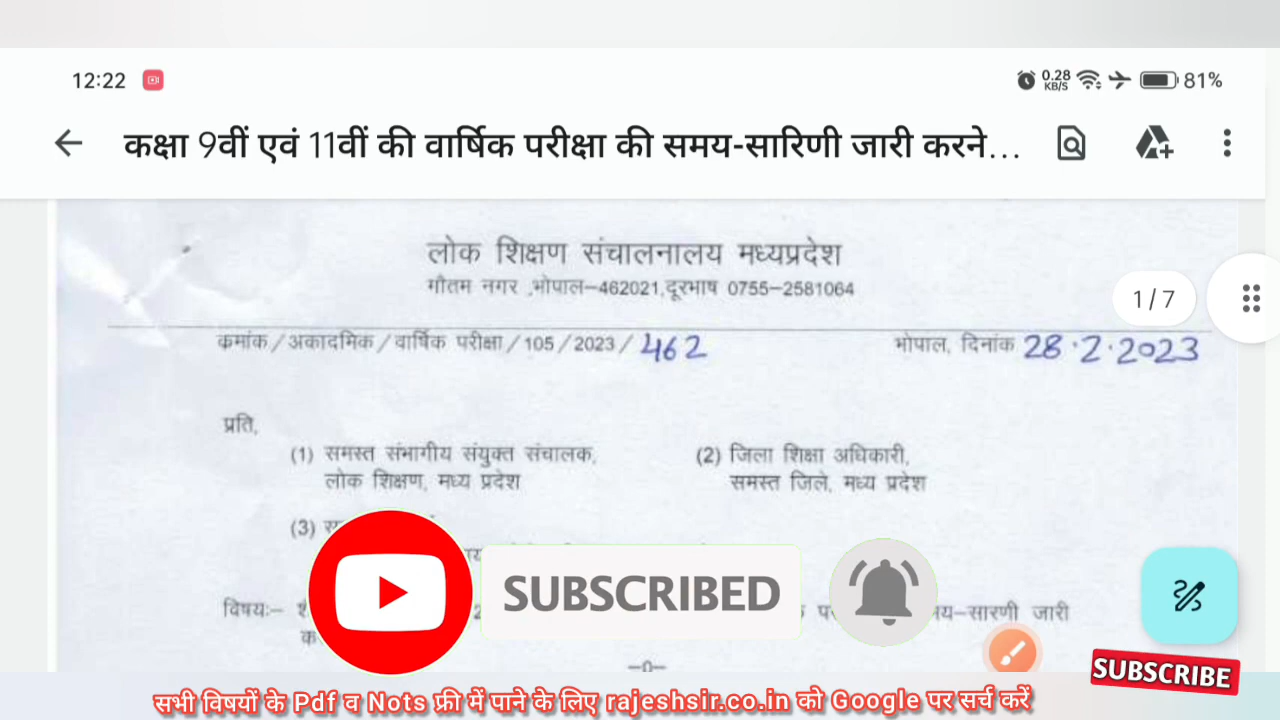 12:22
0.28 KB/S 81%
कक्षा 9वीं एवं 11वीं की वार्षिक परीक्षा की समय-सारिणी जारी करने...
लोक शिक्षण संचालनालय मध्यप्रदेश
गौतम नगर ,भोपाल-462021,दूरभाष 0755-2581064
1/7
क्रमांक/अकादमिक/वार्षिक परीक्षा/105/2023/462 भोपाल, दिनांक 28.2.2023
प्रति,
(1) समस्त संभागीय संयुक्त संचालक, (2) जिला शिक्षा अधिकारी,
लोक शिक्षण, मध्य प्रदेश समस्त जिले, मध्य प्रदेश
(3)
SUBSCRIBED
विषय:- जारी
—0—
SUBSCRIBE
सभी विषयों के Pdf व Nots फ्री में पाने के लिए rajeshsir.co.in को Google पर सर्च करें